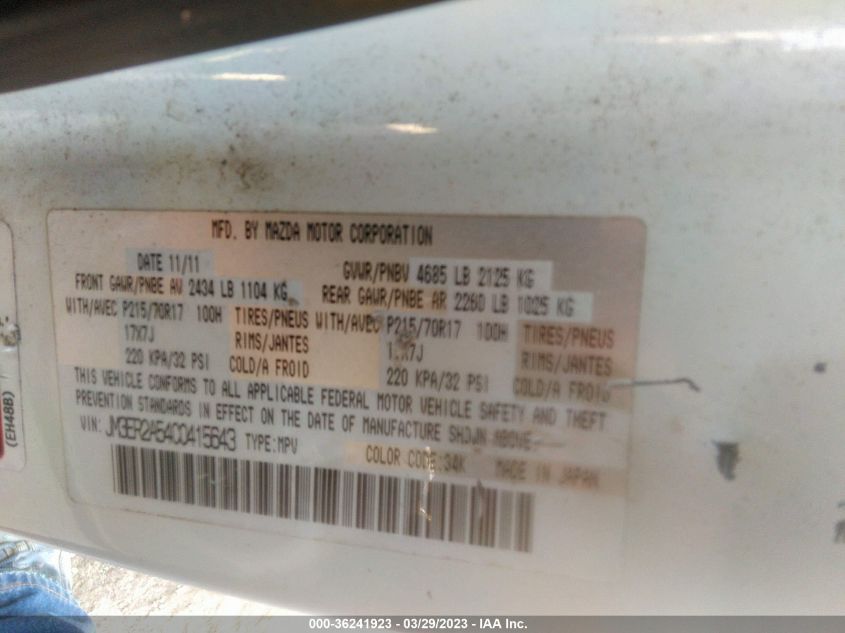 MFD. BY MAZDA MOTOR CORPORATION
DATE 11/11 GVWR/PNBV 4685 LB 2125 KG
FRONT GAWR/PNBE AV 2434 LB 1104 KG REAR GAWR/PNBE AR 2260 LB 1025 KG
WITH/AVEC P215/70R17 100H TIRES/PNEUS WITH/AVEC P215/70R17 100H TIRES/PNEUS
17X7J RIMS/JANTES 17X7J RIMS/JANTES
220 KPA/32 PSI COLD/A FROID 220 KPA/32 PSI COLD/A FROID
THIS VEHICLE CONFORMS TO ALL APPLICABLE FEDERAL MOTOR VEHICLE SAFETY AND THEFT
PREVENTION STANDARDS IN EFFECT ON THE DATE OF MANUFACTURE SHOWN ABOVE.
VIN: JM3ER2A54C0415643 TYPE:MPV
COLOR CODE:34K MADE IN JAPAN
(EH48B)
000-36241923 - 03/29/2023 - IAA Inc.